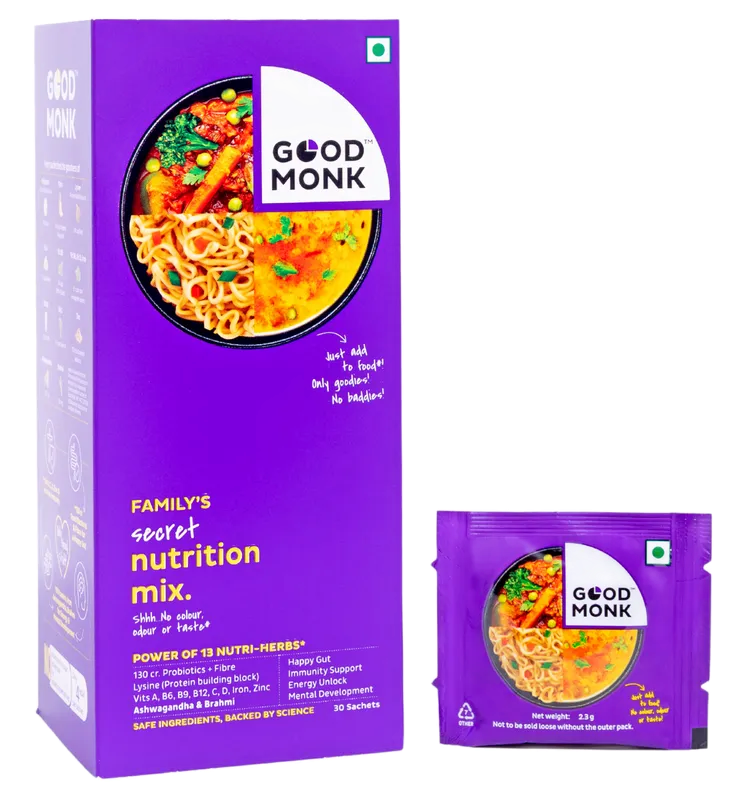 GOOD
MONK
GOOD™
MONK
Just add
to food*!
Only goodies!
No baddies!
FAMILY'S
secret
nutrition
mix.
Shhh..No colour,
odour or taste*
POWER OF 13 NUTRI-HERBS*
130 cr. Probiotics + Fibre
Lysine (Protein building block)
Vits A, B6, B9, B12, C, D, Iron, Zinc
Ashwagandha & Brahmi
Happy Gut
Immunity Support
Energy Unlock
Mental Development
SAFE INGREDIENTS, BACKED BY SCIENCE
30 Sachets
GOOD™
MONK
Just add
to food!
No colour, odour
or taste!
7
OTHER
Net weight: 2.3 g
Not to be sold loose without the outer pack.